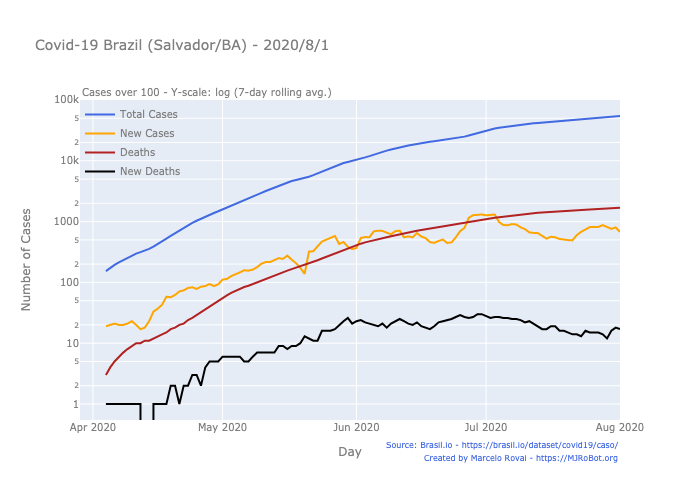 Covid-19 Brazil (Salvador/BA) - 2020/8/1
Cases over 100 - Y-scale: log (7-day rolling avg.)
Total Cases
New Cases
Deaths
New Deaths
Number of Cases
100k
5
2
10k
5
2
1000
5
2
100
5
2
10
5
2
1
Apr 2020
May 2020
Jun 2020
Jul 2020
Aug 2020
Day
Source: Brasil.io - https://brasil.io/dataset/covid19/caso/
Created by Marcelo Rovai - https://MJRoBot.org